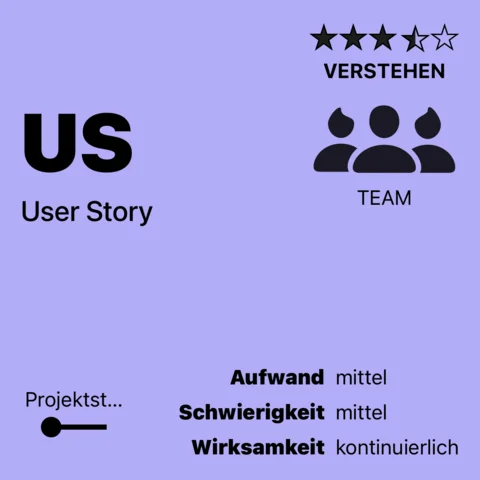 VERSTEHEN
US
User Story
TEAM
Projektst...
Aufwand mittel
Schwierigkeit mittel
Wirksamkeit kontinuierlich